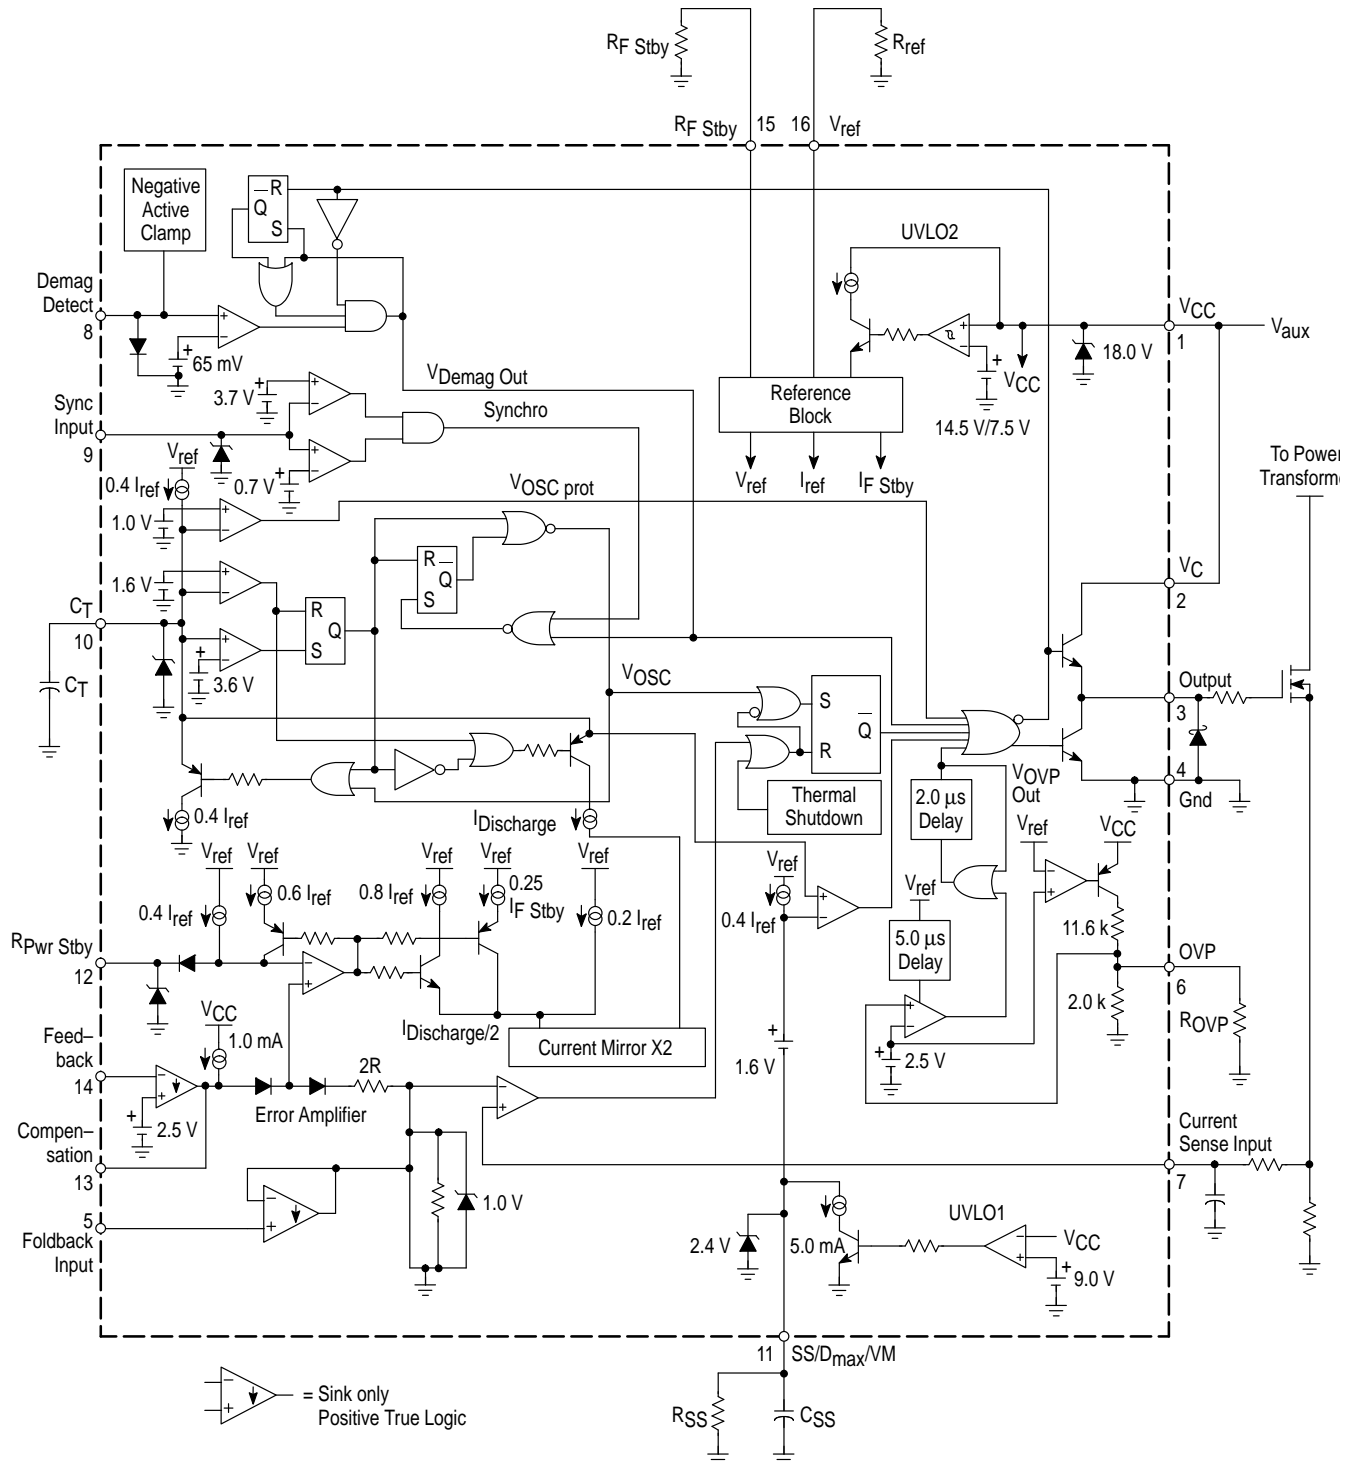 RF Stby
Rref
RF Stby 15 16 Vref
Negative
Active
Clamp
R
Q
S
UVLO2
Demag
Detect
8
+
−
+
65 mV
VCC
1
Vaux
18.0 V
VCC
+
−
+
14.5 V/7.5 V
Reference
Block
VDemag Out
Sync
Input
9
+
3.7 V
+
−
Synchro
+
−
+
0.7 V
Vref
0.4 Iref
Vref
Iref
IF Stby
To Power
Transforme
VOSC prot
1.0 V
+
−
R
Q
S
1.6 V
+
−
VC
2
CT
10
R
Q
S
+
−
+
3.6 V
CT
VOSC
S
Q
R
Output
3
4
Gnd
Thermal
Shutdown
2.0 µs
Delay
VOVP
Out
0.4 Iref
IDischarge
Vref
VCC
Vref
Vref
Vref
Vref
Vref
Vref
0.4 Iref
0.6 Iref
0.8 Iref
0.25
IF Stby
0.2 Iref
0.4 Iref
+
−
Vref
−
+
11.6 k
5.0 µs
Delay
RPwr Stby
12
−
+
OVP
6
2.0 k
ROVP
VCC
1.0 mA
IDischarge/2
Current Mirror X2
+
1.6 V
+
−
+
2.5 V
Feed–
back
14
−
+
+
2.5 V
Error Amplifier
2R
−
+
Compen–
sation
13
Current
Sense Input
7
5
Foldback
Input
−
+
1.0 V
2.4 V
5.0 mA
UVLO1
−
+
VCC
+
9.0 V
11 SS/Dmax/VM
RSS
CSS
−
+
= Sink only
Positive True Logic